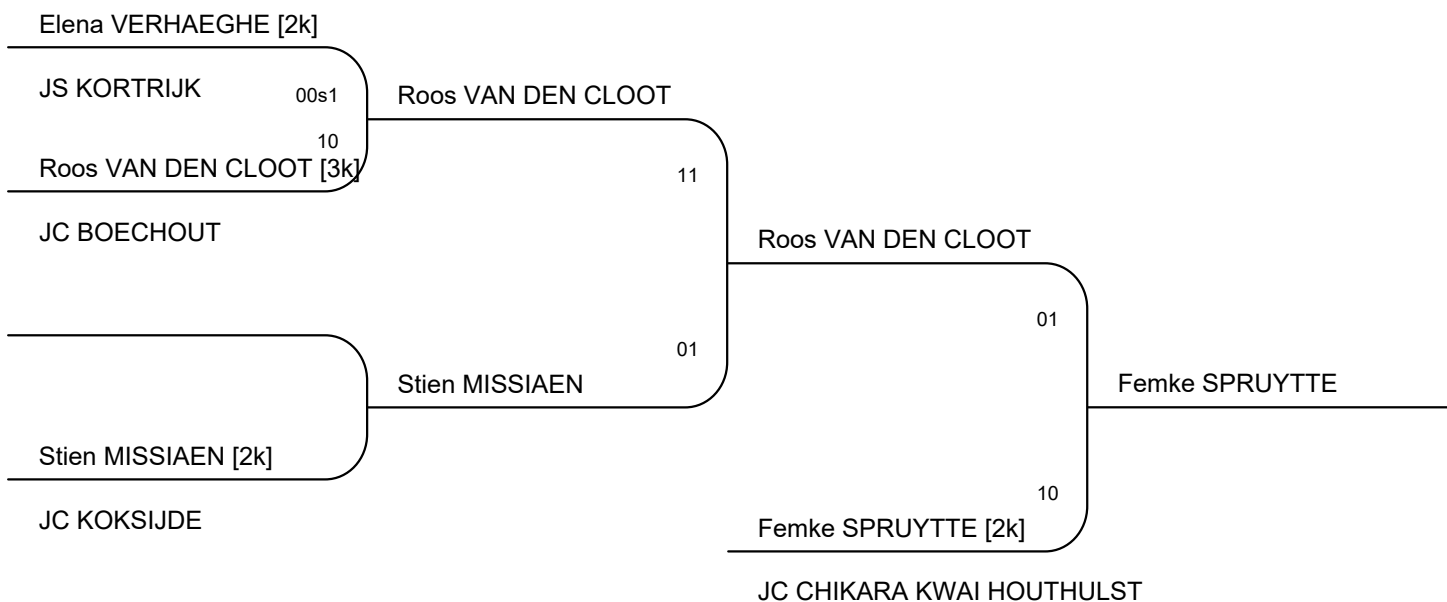 Elena VERHAEGHE [2k]
JS KORTRIJK
00s1
10
Roos VAN DEN CLOOT [3k]
JC BOECHOUT
Roos VAN DEN CLOOT
11
01
Stien MISSIAEN
Stien MISSIAEN [2k]
JC KOKSIJDE
Roos VAN DEN CLOOT
01
10
Femke SPRUYTTE [2k]
JC CHIKARA KWAI HOUTHULST
Femke SPRUYTTE